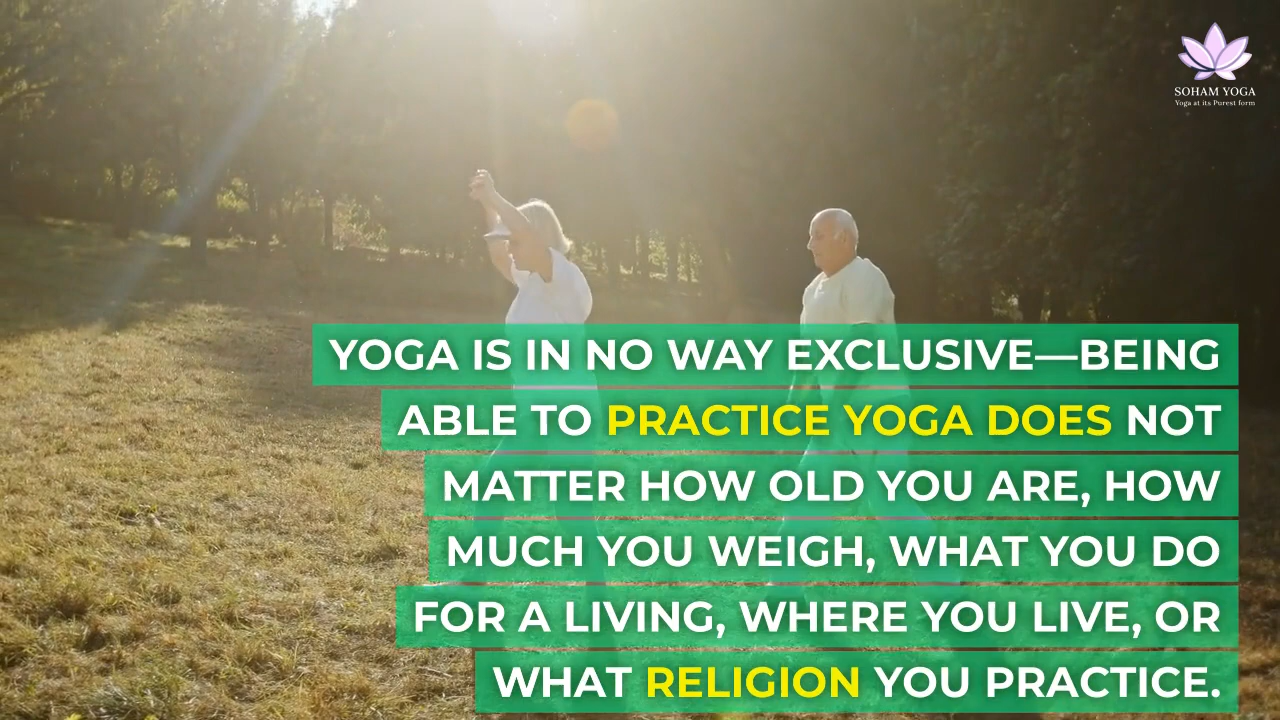 SOHAM YOGA
Yoga at its Purest form
YOGA IS IN NO WAY EXCLUSIVE—BEING
ABLE TO PRACTICE YOGA DOES NOT
MATTER HOW OLD YOU ARE, HOW
MUCH YOU WEIGH, WHAT YOU DO
FOR A LIVING, WHERE YOU LIVE, OR
WHAT RELIGION YOU PRACTICE.